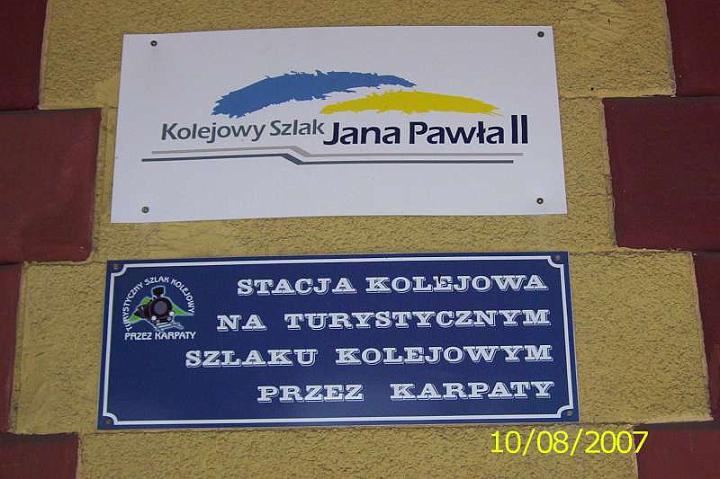 Kolejowy Szlak Jana Pawła II
TURYSTYCZNY SZLAK KOLEJOWY
PRZEZ KARPATY
STACJA KOLEJOWA
NA TURYSTYCZNYM
SZLAKU KOLEJOWYM
PRZEZ KARPATY
10/08/2007